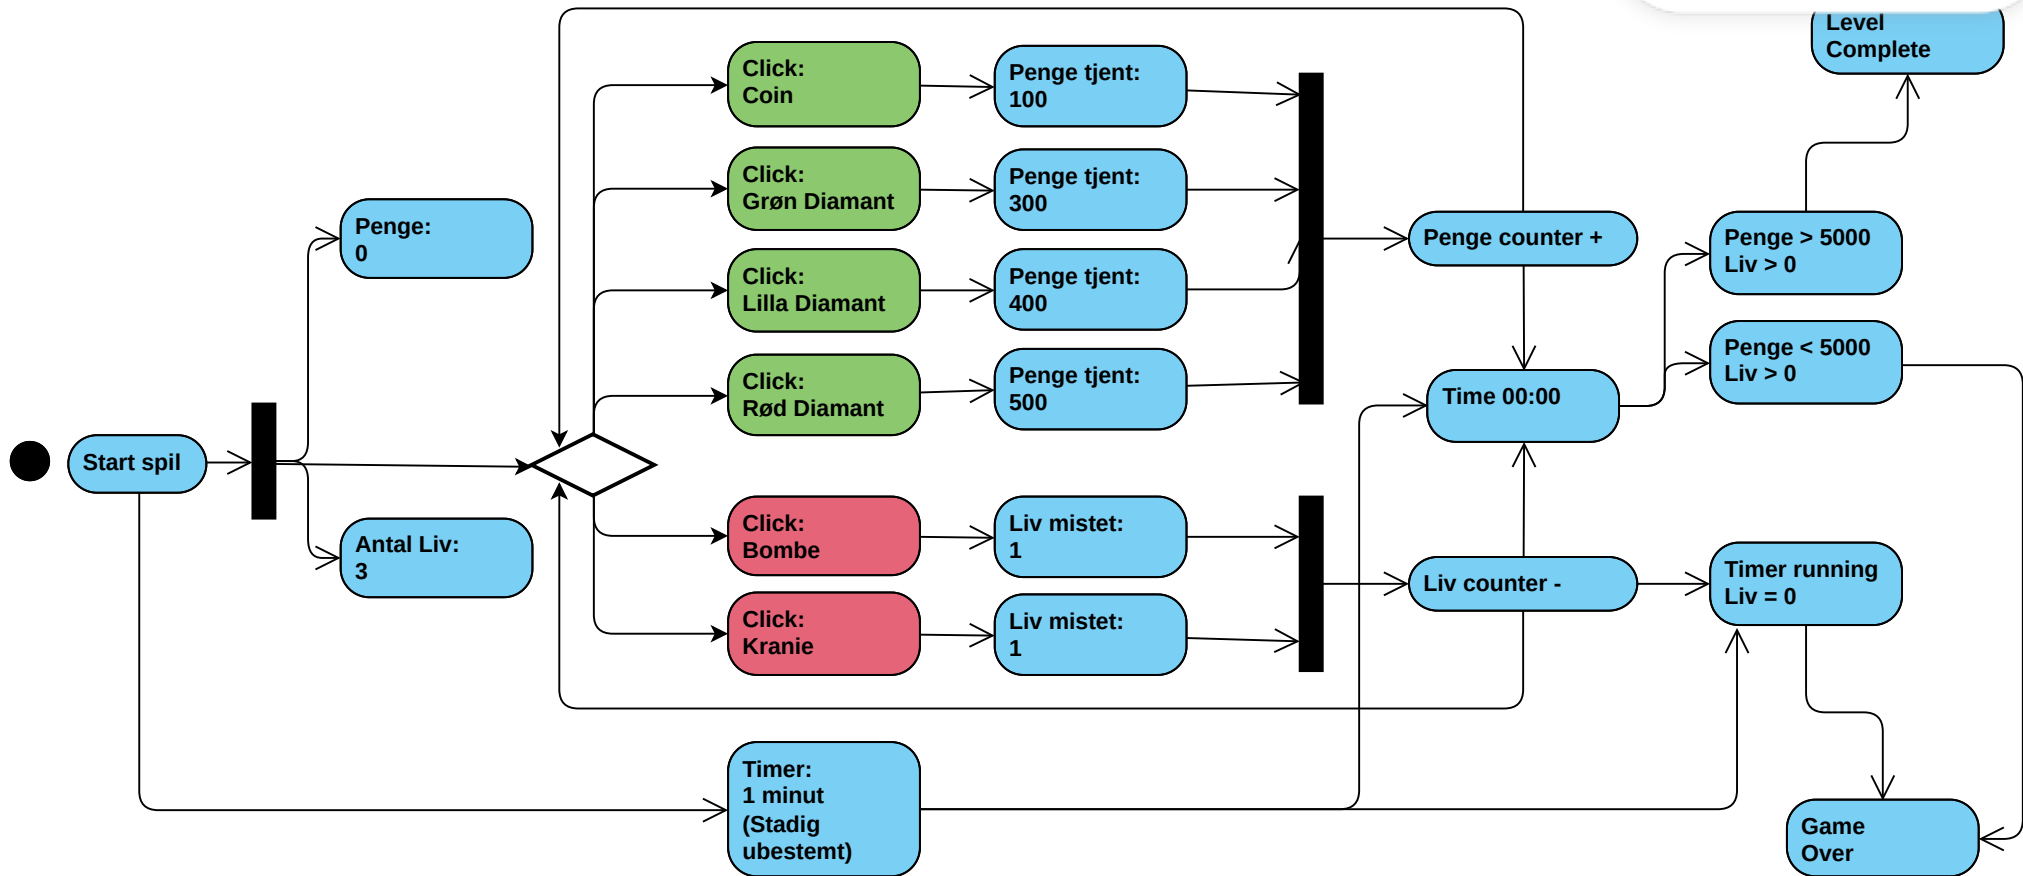 Level
Complete
Click:
Coin
Penge tjent:
100
Click:
Grøn Diamant
Penge tjent:
300
Penge:
0
Penge counter +
Penge > 5000
Liv > 0
Click:
Lilla Diamant
Penge tjent:
400
Click:
Rød Diamant
Penge tjent:
500
Time 00:00
Penge < 5000
Liv > 0
Start spil
Antal Liv:
3
Click:
Bombe
Liv mistet:
1
Click:
Kranie
Liv mistet:
1
Liv counter -
Timer running
Liv = 0
Timer:
1 minut
(Stadig
ubestemt)
Game
Over